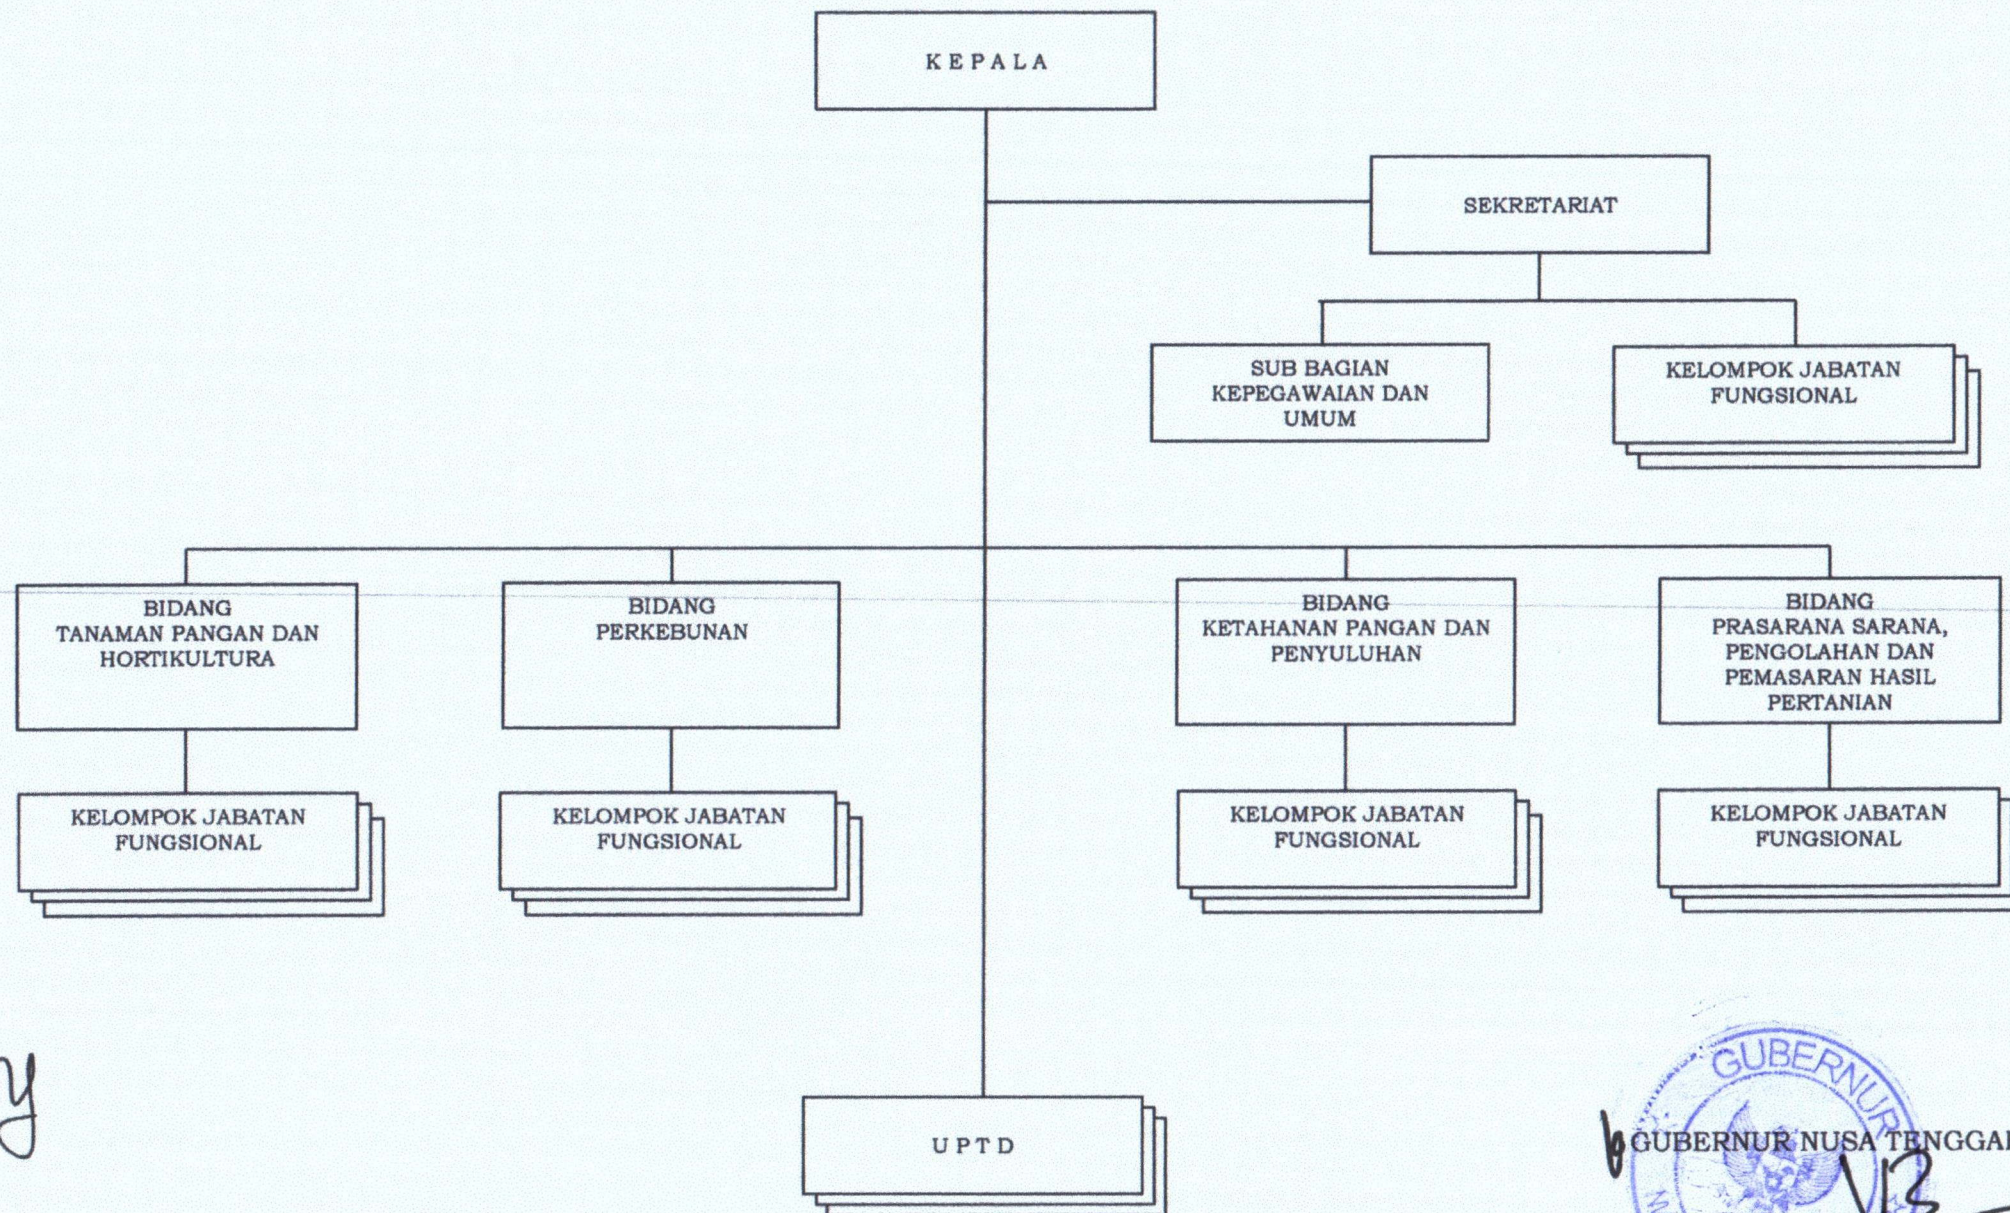 K E P A L A
SEKRETARIAT
SUB BAGIAN
KEPEGAWAIAN DAN
UMUM
KELOMPOK JABATAN
FUNGSIONAL
BIDANG
TANAMAN PANGAN DAN
HORTIKULTURA
BIDANG
PERKEBUNAN
BIDANG
KETAHANAN PANGAN DAN
PENYULUHAN
BIDANG
PRASARANA SARANA,
PENGOLAHAN DAN
PEMASARAN HASIL
PERTANIAN
KELOMPOK JABATAN
FUNGSIONAL
KELOMPOK JABATAN
FUNGSIONAL
KELOMPOK JABATAN
FUNGSIONAL
KELOMPOK JABATAN
FUNGSIONAL
U P T D
GUBERNUR
GUBERNUR NUSA